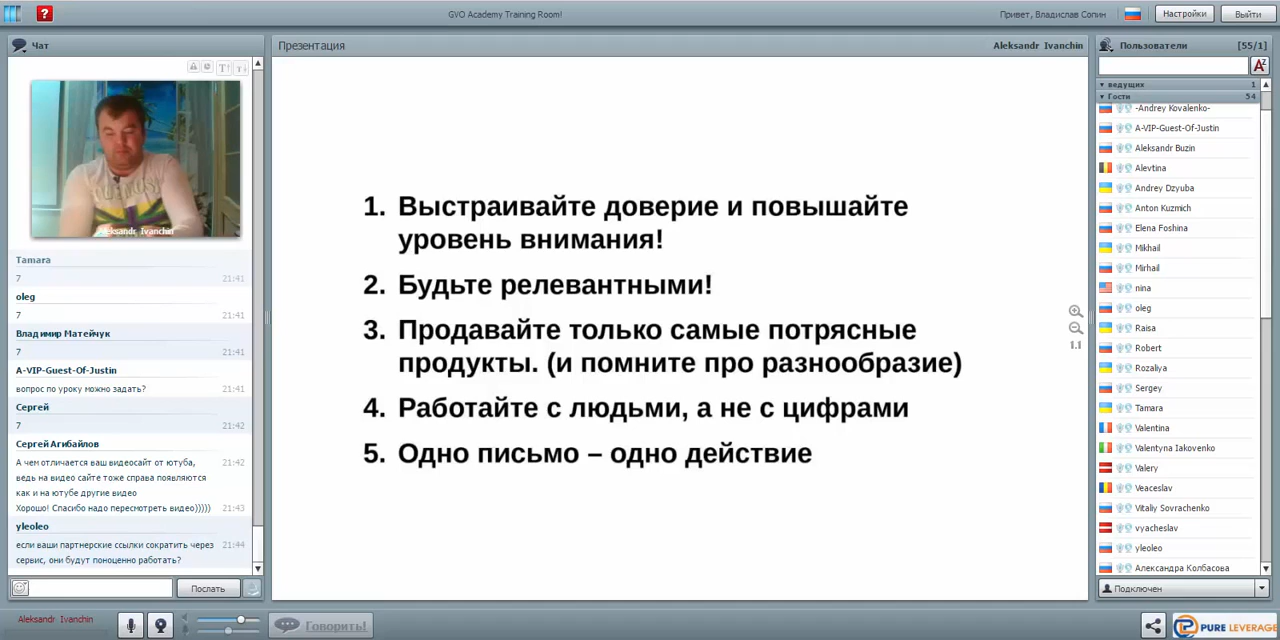 GVO Academy Training Room!
Привет, Владислав Сопин
Настройки
Выйти
Чат
Aleksandr Ivanchin
Tamara
7 21:41
oleg
7 21:41
Владимир Матейчук
7 21:41
A-VIP-Guest-Of-Justin
вопрос по уроку можно задать? 21:41
Сергей
7 21:42
Сергей Агибайлов
А чем отличается ваш видеосайт от ютуба, 21:42
ведь на видео сайте тоже справа появляются
как и на ютубе другие видео
Хорошо! Спасибо надо пересмотреть видео))))) 21:43
yleoleo
если ваши партнерские ссылки сократить через 21:44
сервис, они будут поноценно работать?
Послать
Презентация
Aleksandr Ivanchin
1. Выстраивайте доверие и повышайте
уровень внимания!
2. Будьте релевантными!
3. Продавайте только самые потрясные
продукты. (и помните про разнообразие)
4. Работайте с людьми, а не с цифрами
5. Одно письмо – одно действие
1:1
Пользователи [55/1]
ведущих 1
Гости 54
-Andrey Kovalenko-
A-VIP-Guest-Of-Justin
Aleksandr Buzin
Alevtina
Andrey Dzyuba
Anton Kuzmich
Elena Foshina
Mikhail
Mirhail
nina
oleg
Raisa
Robert
Rozaliya
Sergey
Tamara
Valentina
Valentyna Iakovenko
Valery
Veaceslav
Vitaliy Sovrachenko
vyacheslav
yleoleo
Александра Колбасова
Подключен
Aleksandr Ivanchin
Говорить!
PURE LEVERAGE